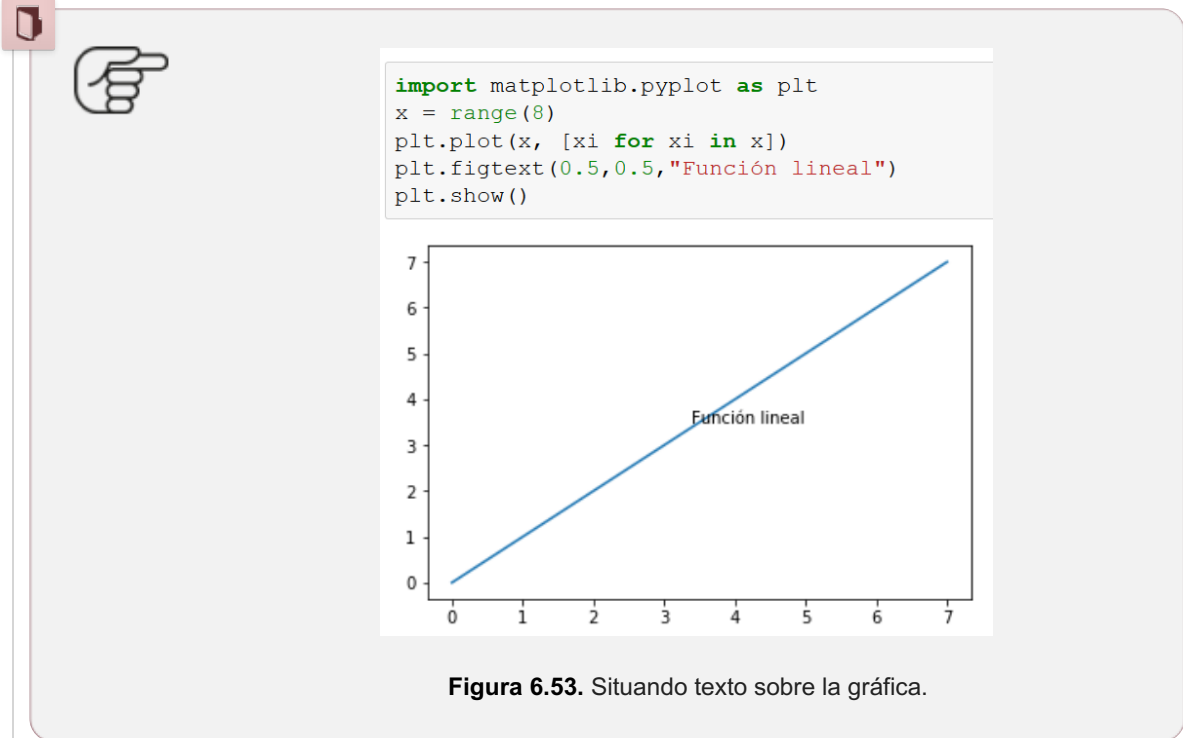 import matplotlib.pyplot as plt
x = range(8)
plt.plot(x, [xi for xi in x])
plt.figtext(0.5,0.5,"Función lineal")
plt.show()
7
6
5
4
3
2
1
0
Función lineal
0 1 2 3 4 5 6 7
Figura 6.53. Situando texto sobre la gráfica.